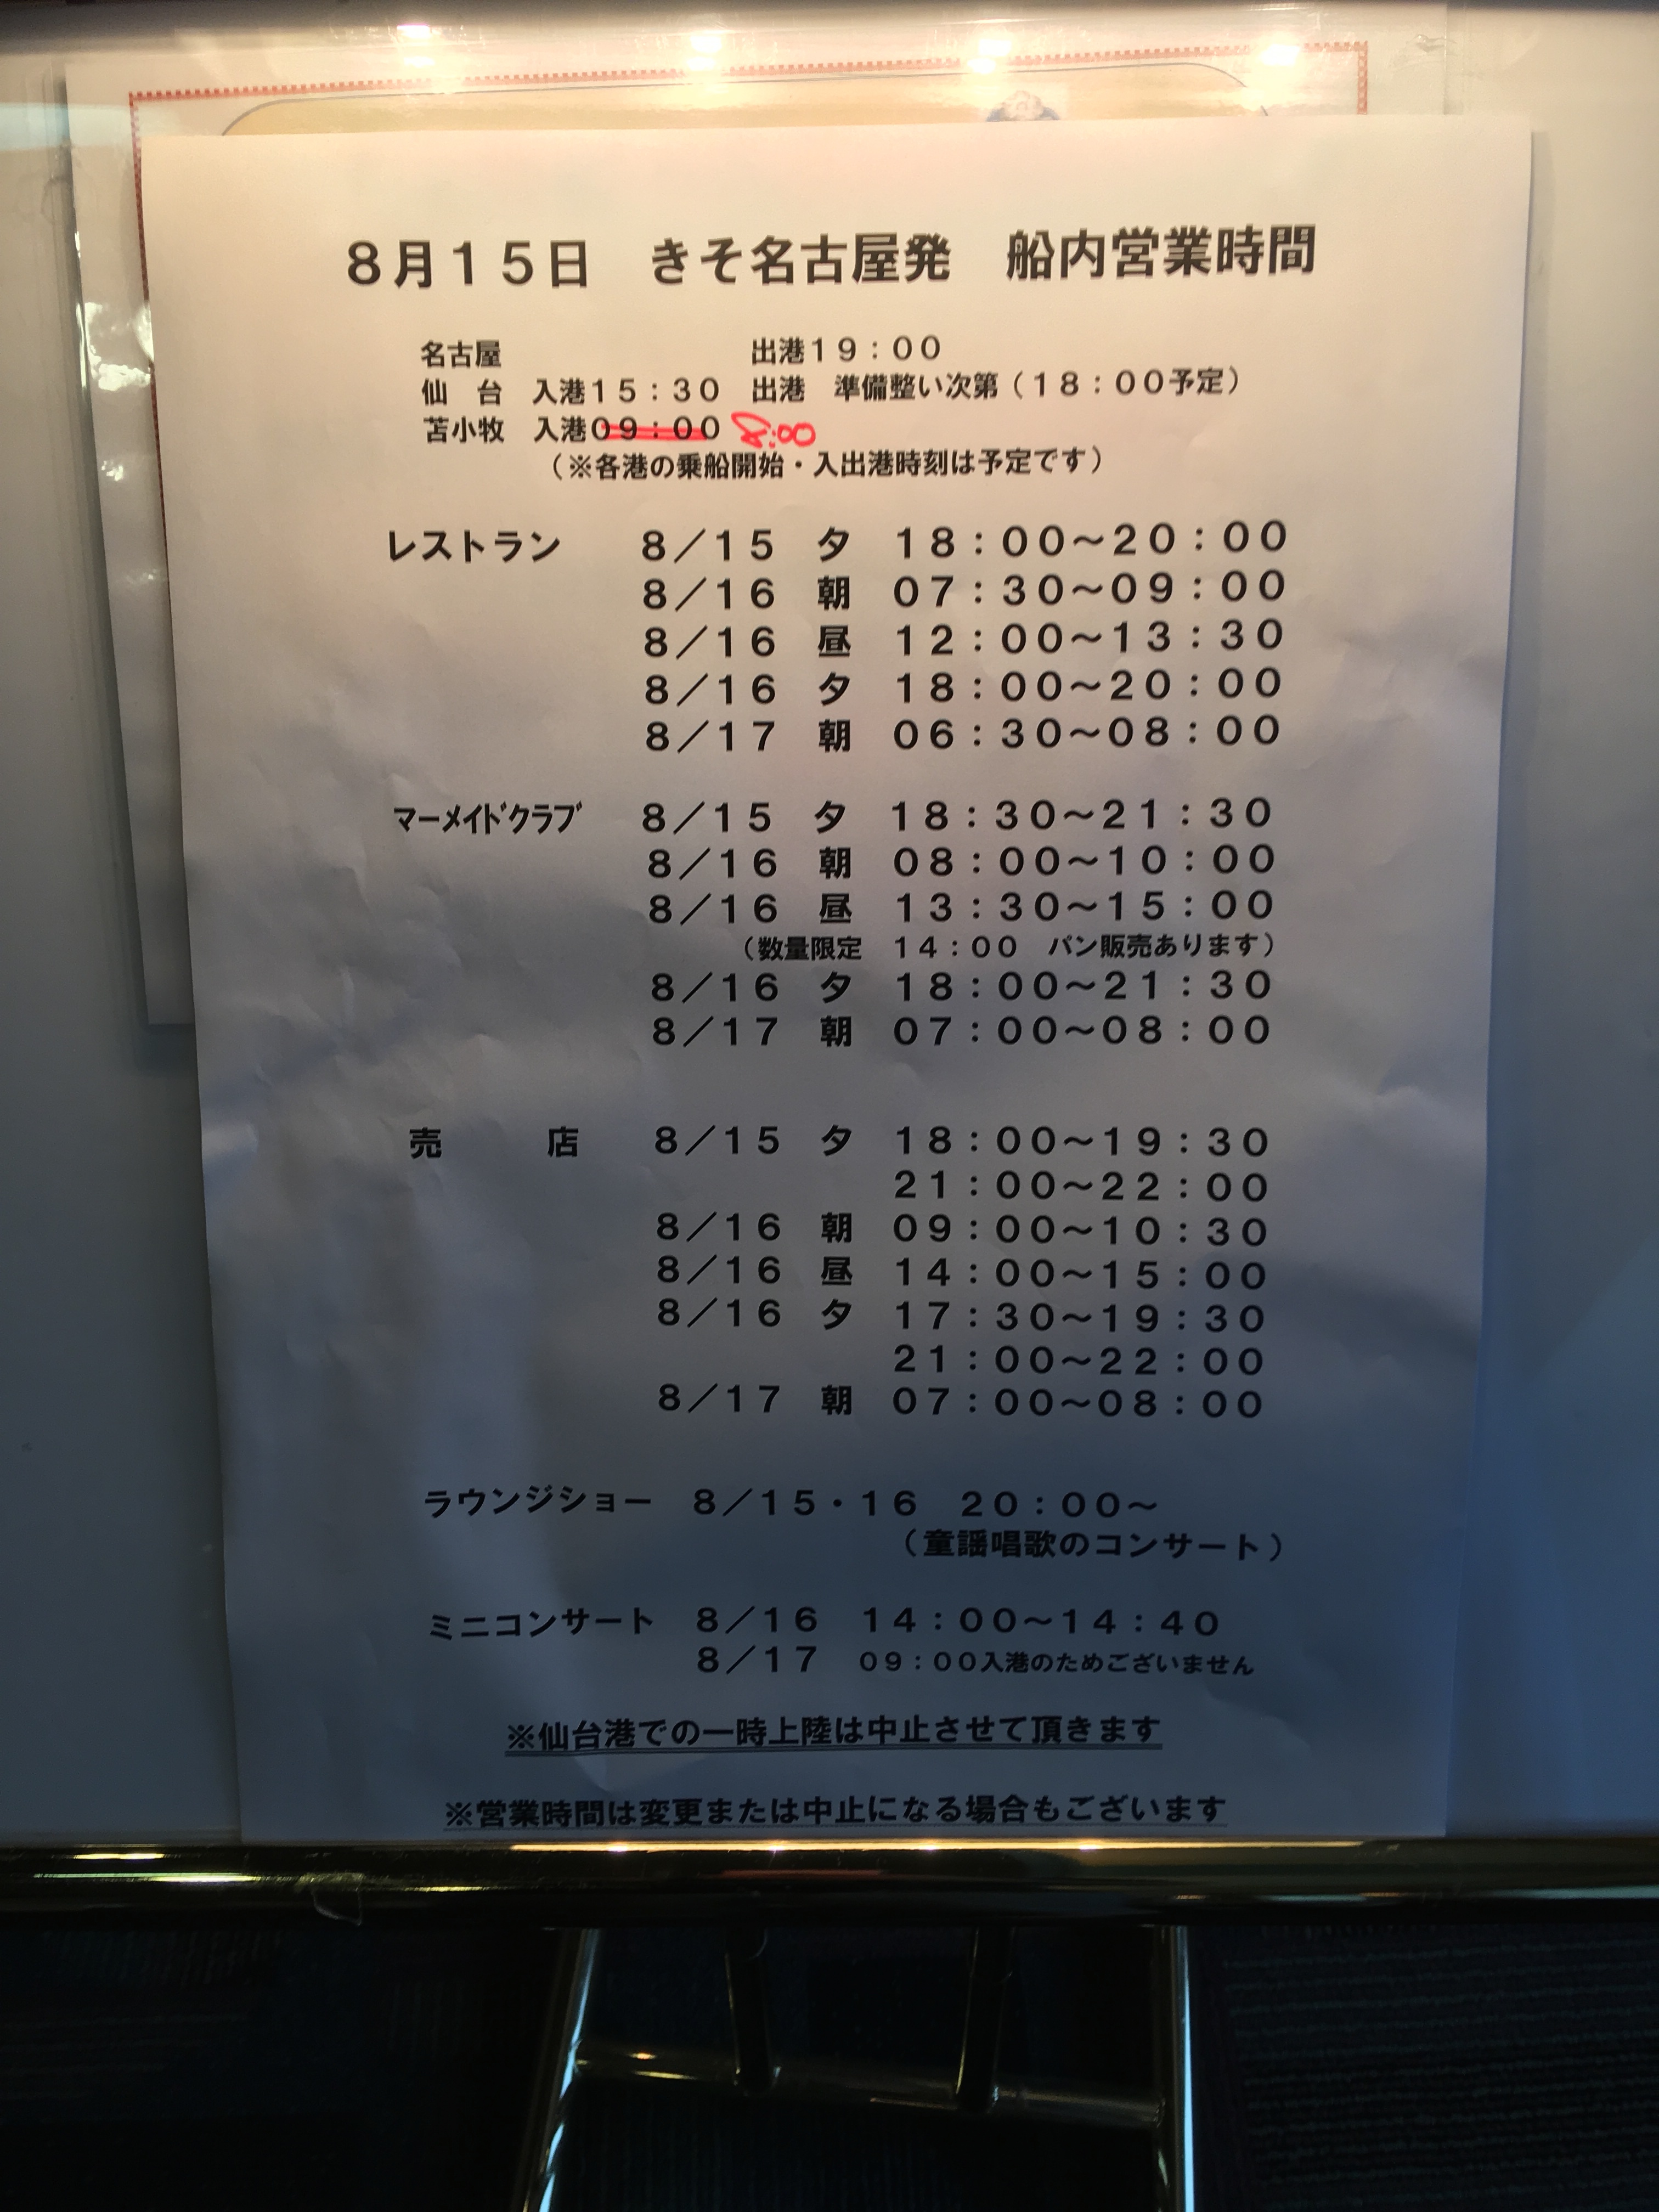 ８月１５日　きそ名古屋発　船内営業時間
名古屋　出港１９：００
仙　台　入港１５：３０　出港　準備整い次第（１８：００予定）
苫小牧　入港０９：００ 8:00
（※各港の乗船開始・入出港時刻は予定です）
レストラン　８／１５　夕　１８：００～２０：００
８／１６　朝　０７：３０～０９：００
８／１６　昼　１２：００～１３：３０
８／１６　夕　１８：００～２０：００
８／１７　朝　０６：３０～０８：００
マーメイドクラブ　８／１５　夕　１８：３０～２１：３０
８／１６　朝　０８：００～１０：００
８／１６　昼　１３：３０～１５：００
（数量限定　１４：００　パン販売あります）
８／１６　夕　１８：００～２１：３０
８／１７　朝　０７：００～０８：００
売　店　８／１５　夕　１８：００～１９：３０
２１：００～２２：００
８／１６　朝　０９：００～１０：３０
８／１６　昼　１４：００～１５：００
８／１６　夕　１７：３０～１９：３０
２１：００～２２：００
８／１７　朝　０７：００～０８：００
ラウンジショー　８／１５・１６　２０：００～
（童謡唱歌のコンサート）
ミニコンサート　８／１６　１４：００～１４：４０
８／１７　０９：００入港のためございません
※仙台港での一時上陸は中止させて頂きます
※営業時間は変更または中止になる場合もございます